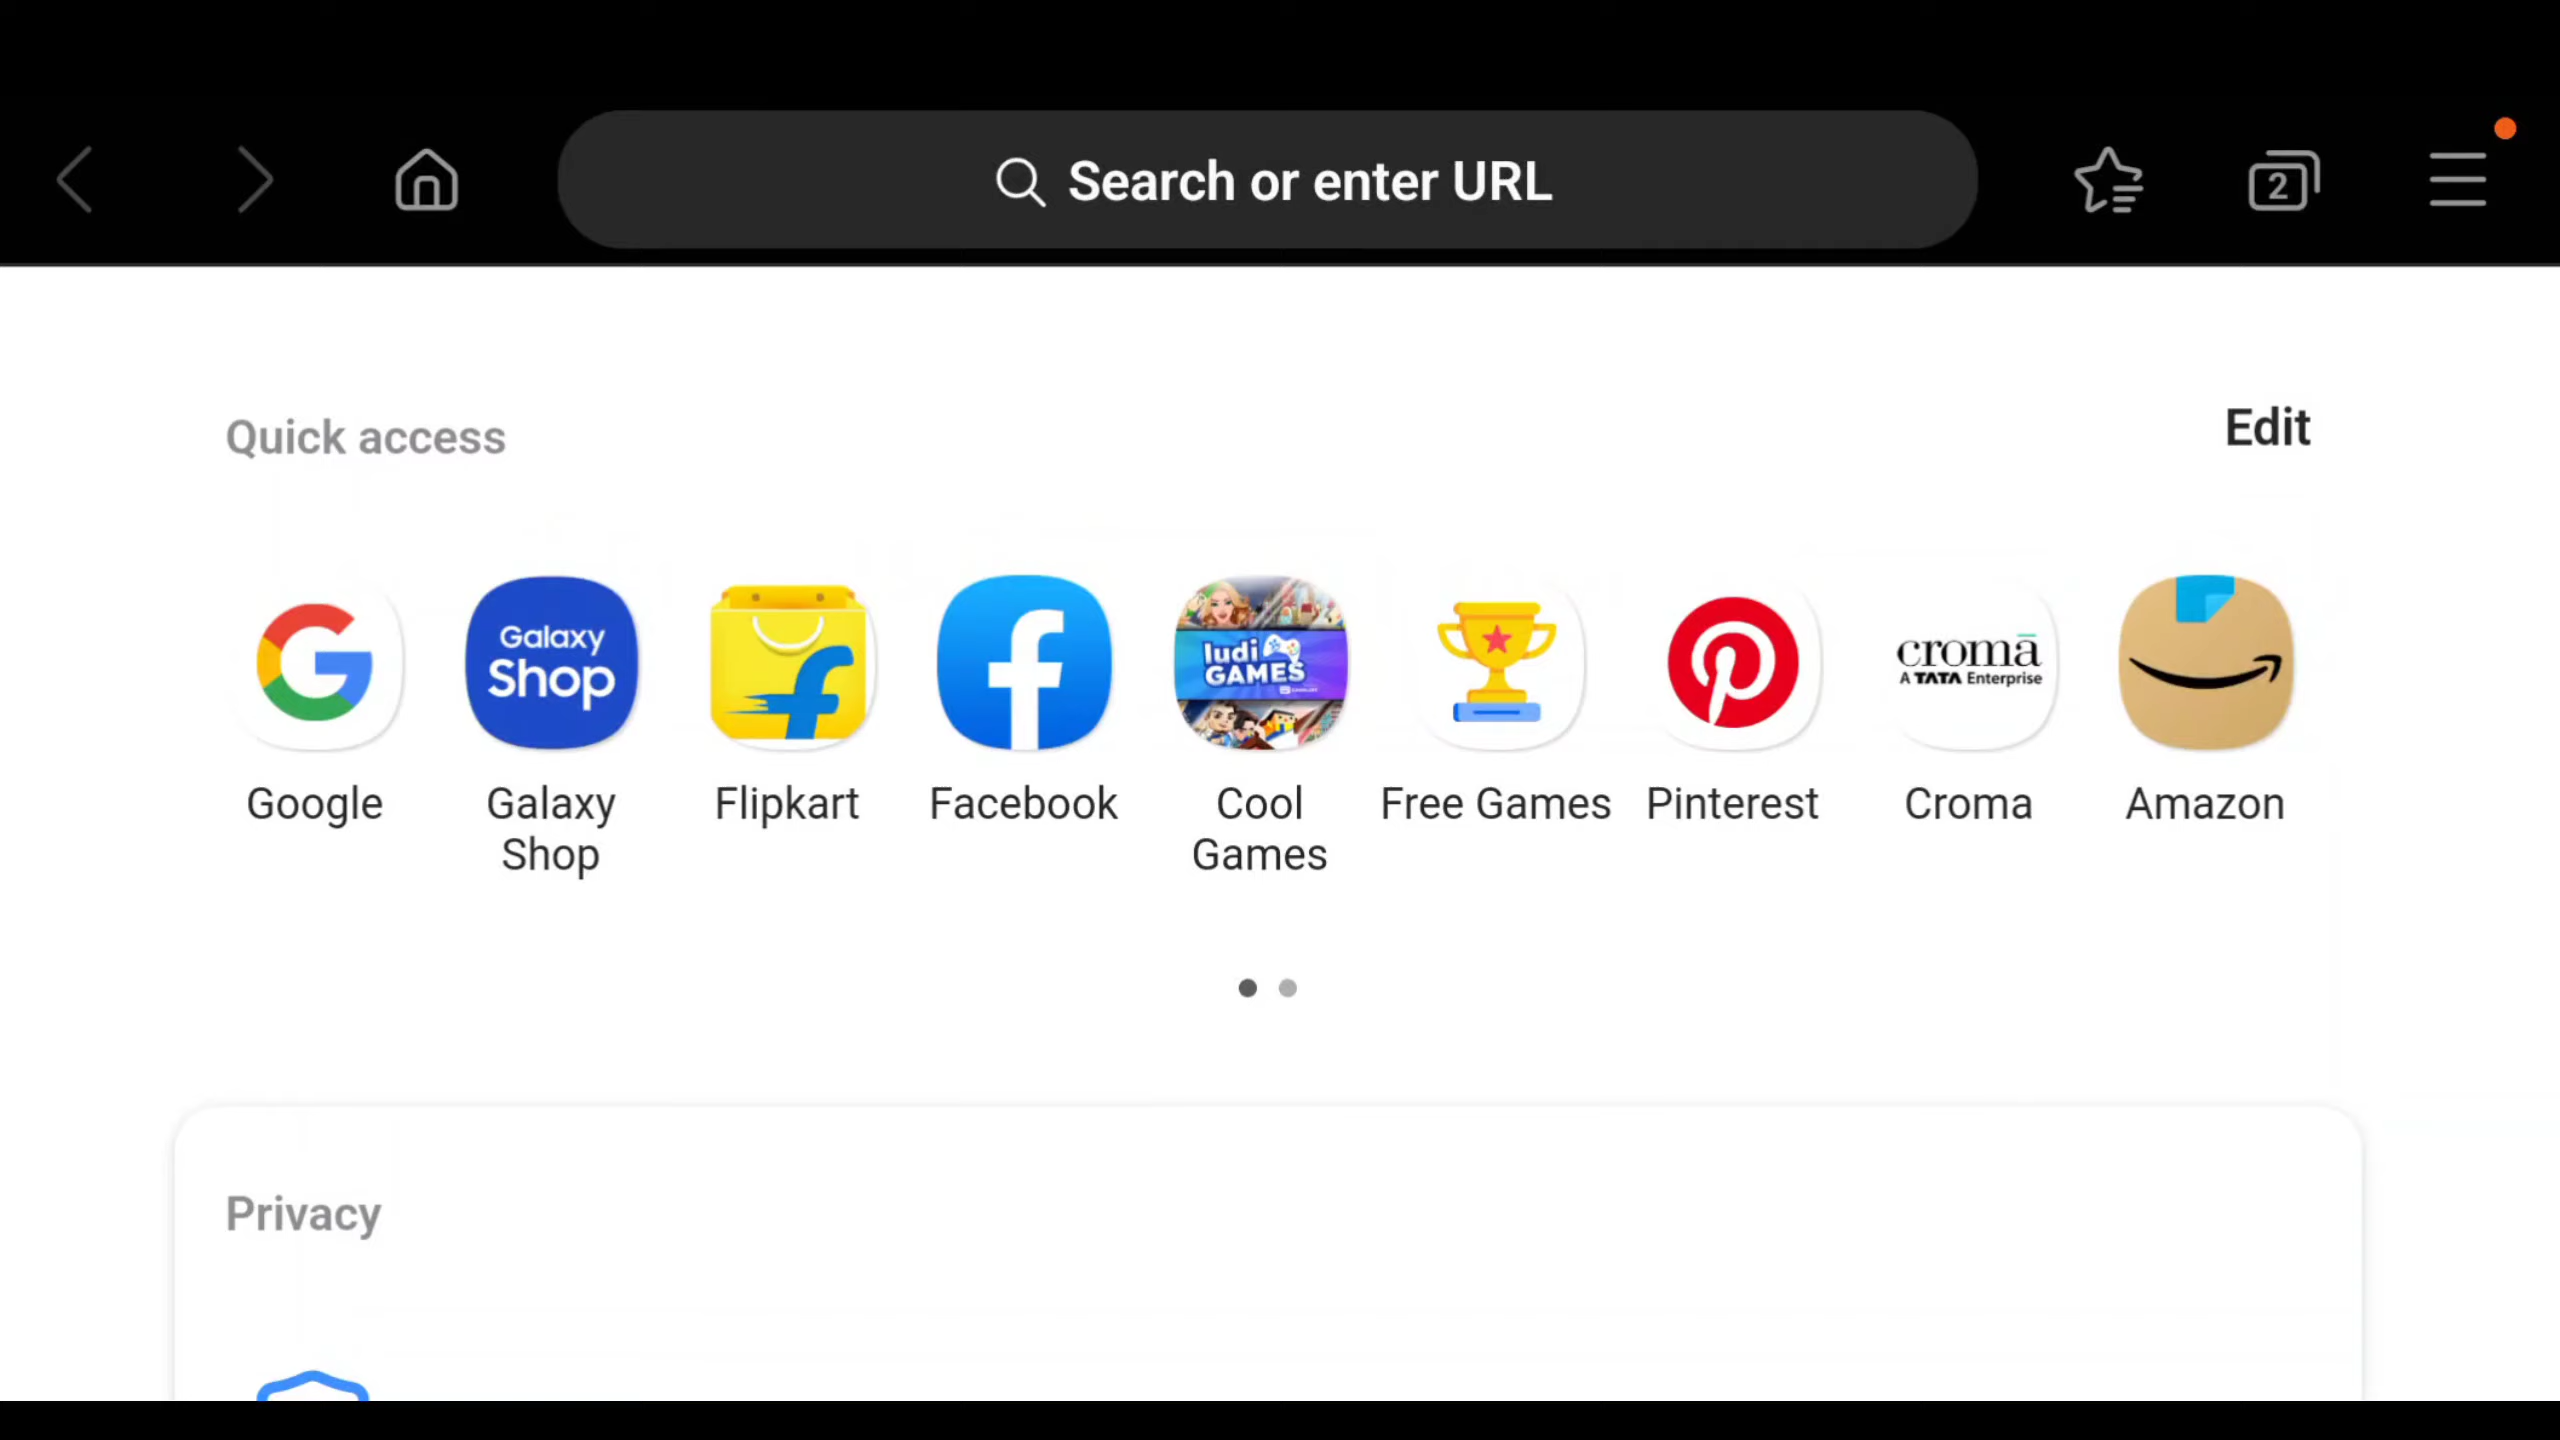 Search or enter URL
2
Quick access
Edit
Galaxy
Shop
ludi
GAMES
cromā
A TATA Enterprise
Google
Galaxy
Shop
Flipkart
Facebook
Cool
Games
Free Games
Pinterest
Croma
Amazon
Privacy